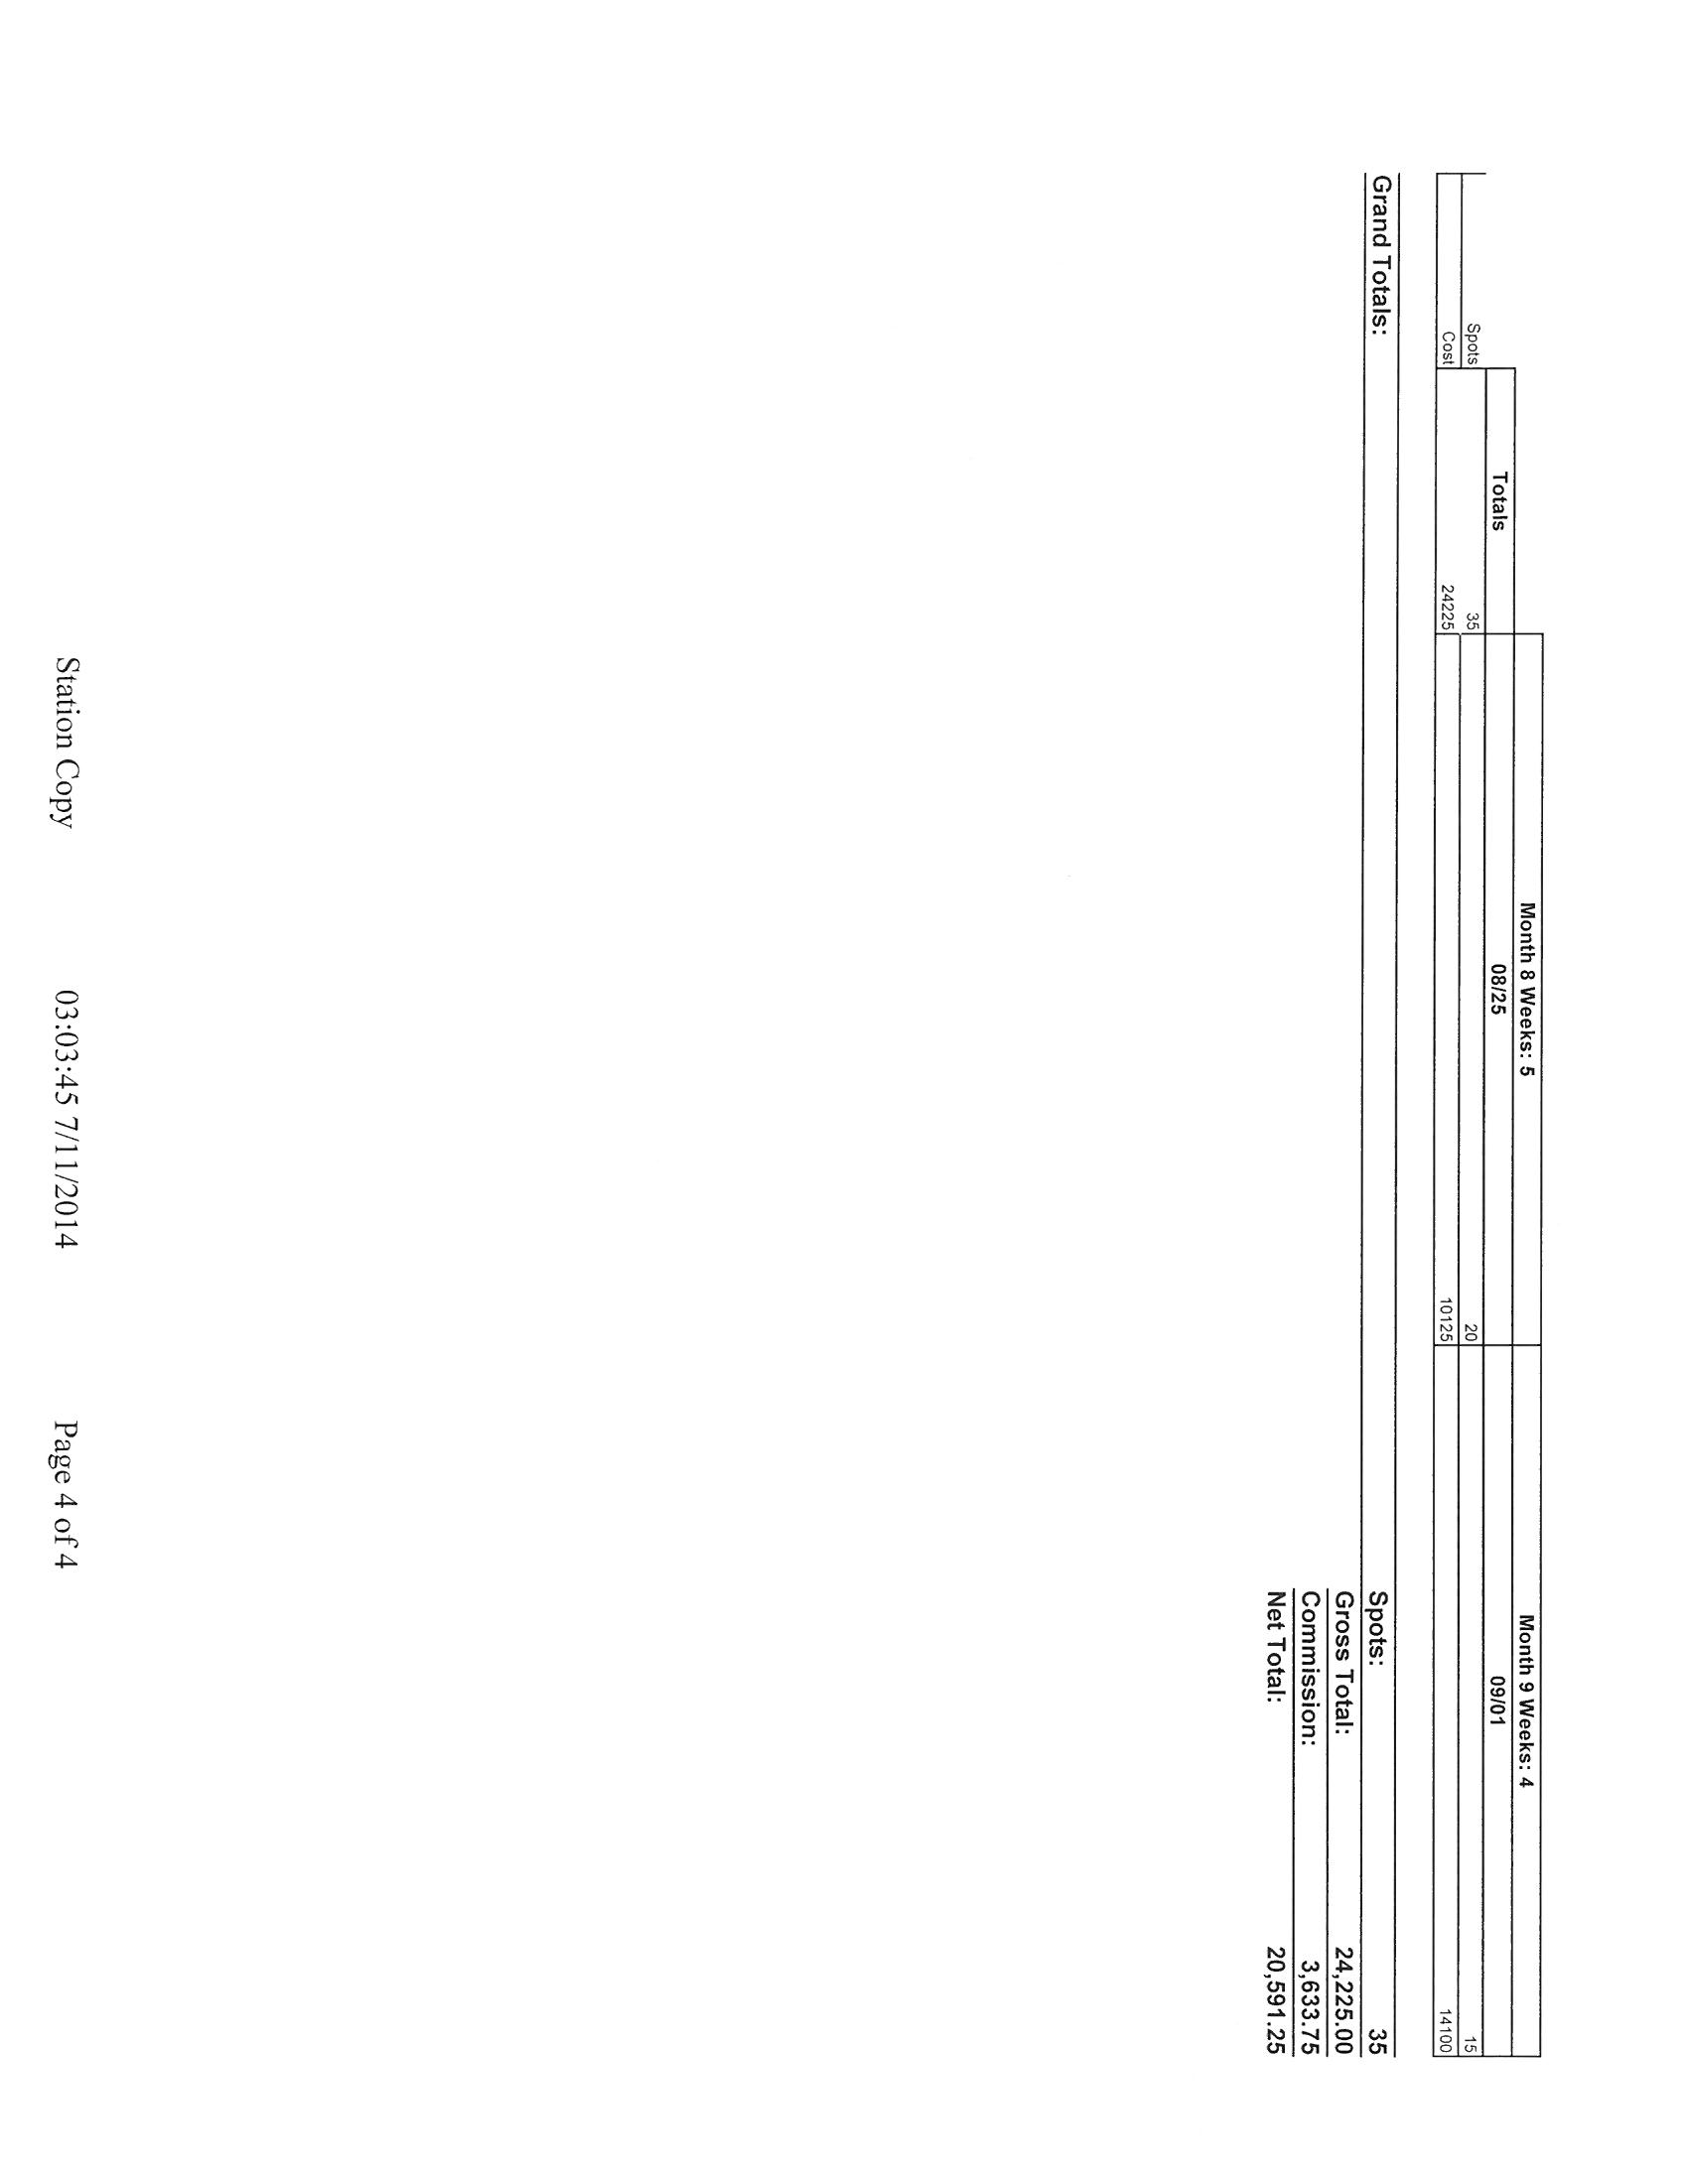 Month 8 Weeks: 5 Month 9 Weeks: 4
Totals 08/25 09/01
Spots 35 20 15
Cost 24225 10125 14100
Grand Totals: Spots: 35
Gross Total: 24,225.00
Commission: 3,633.75
Net Total: 20,591.25
Station Copy 03:03:45 7/11/2014 Page 4 of 4